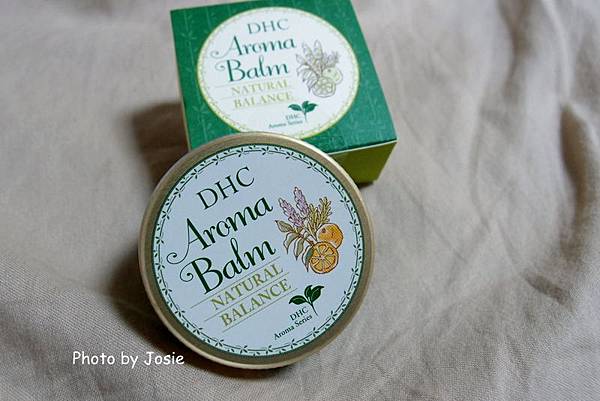 DHC
Aroma
Balm
NATURAL
BALANCE
DHC
Aroma Series
DHC
Aroma
Balm
NATURAL
BALANCE
DHC
Aroma Series
Photo by Josie